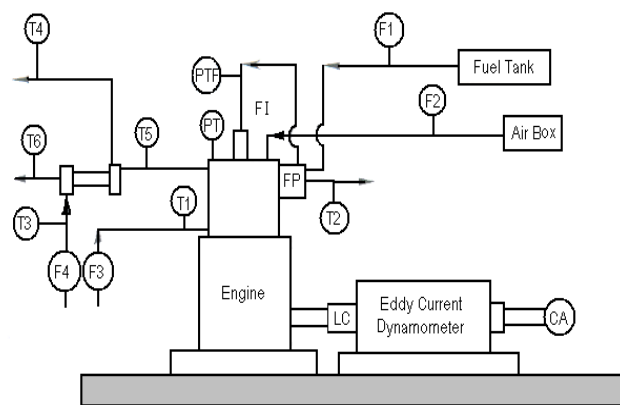 T4
F1
Fuel Tank
PTF
FI
F2
Air Box
T6
T5
PT
FP
T1
T2
T3
F4
F3
Engine
LC
Eddy Current
Dynamometer
CA